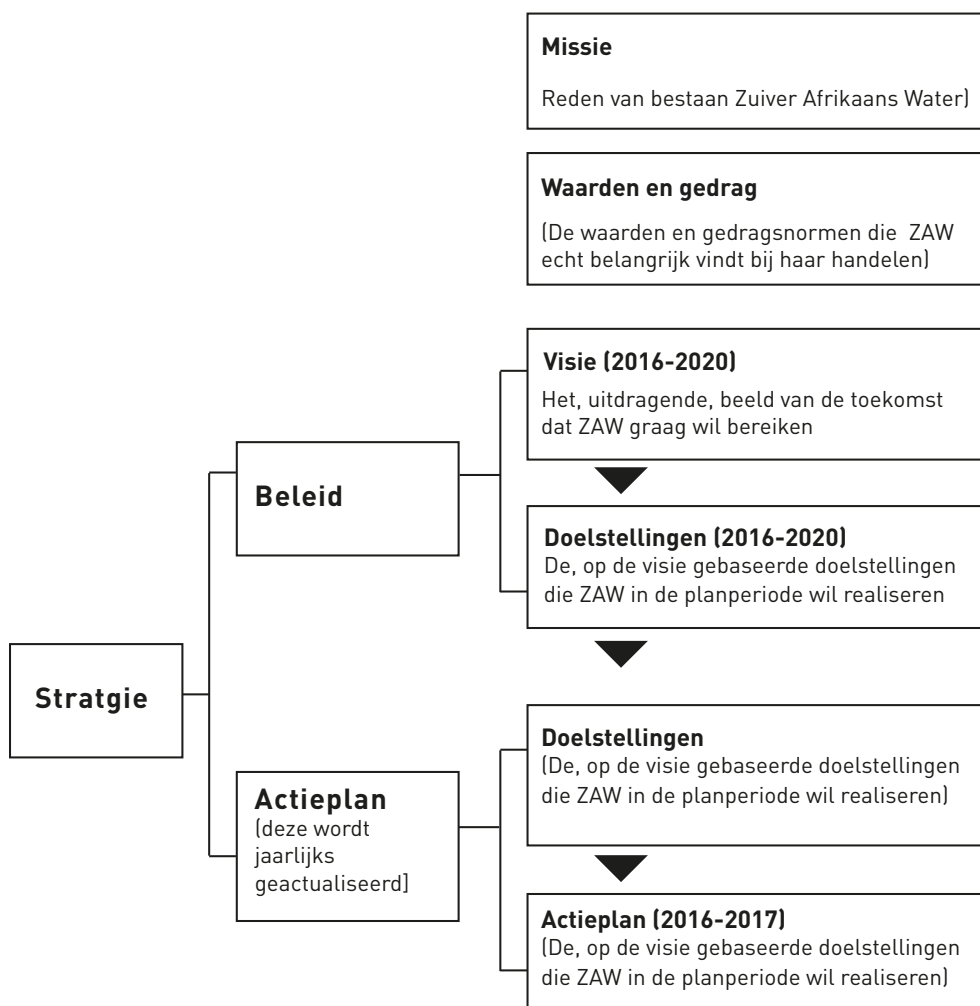 Missie
Reden van bestaan Zuiver Afrikaans Water)
Waarden en gedrag
(De waarden en gedragsnormen die ZAW
echt belangrijk vindt bij haar handelen)
Visie (2016-2020)
Het, uitdragende, beeld van de toekomst
dat ZAW graag wil bereiken
Beleid
Doelstellingen (2016-2020)
De, op de visie gebaseerde doelstellingen
die ZAW in de planperiode wil realiseren
Stratgie
Doelstellingen
(De, op de visie gebaseerde doelstellingen
die ZAW in de planperiode wil realiseren)
Actieplan
(deze wordt
jaarlijks
geactualiseerd]
Actieplan (2016-2017)
(De, op de visie gebaseerde doelstellingen
die ZAW in de planperiode wil realiseren)